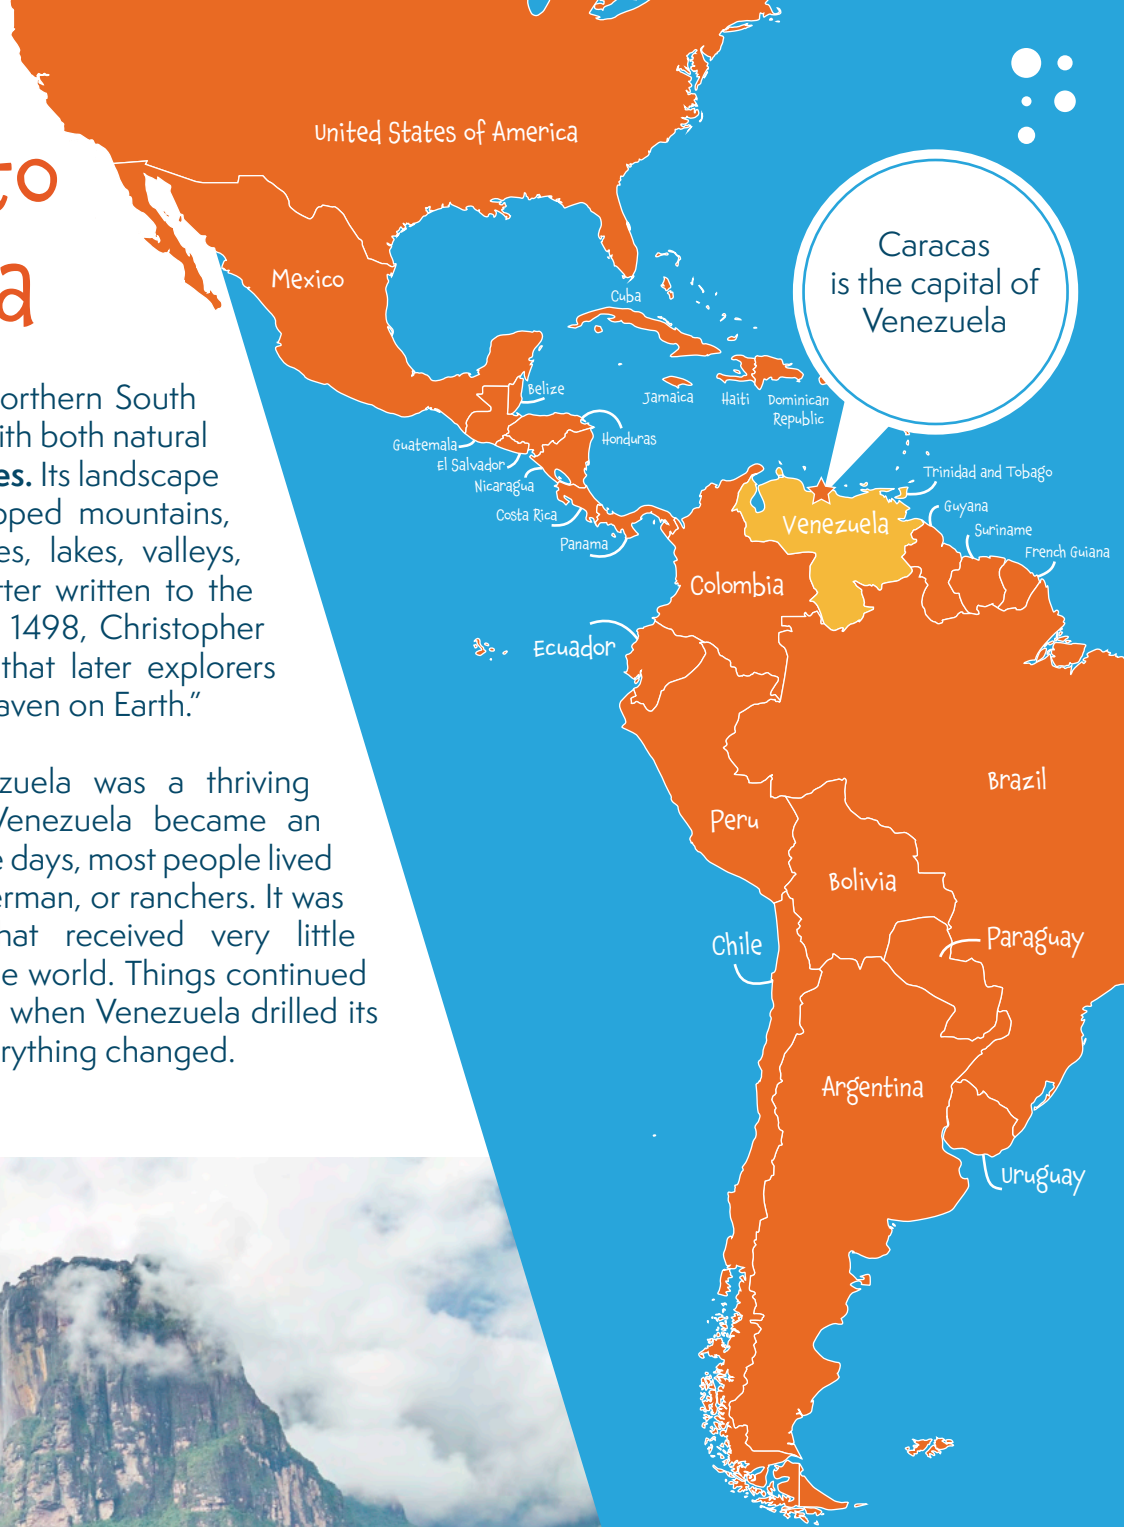 to
a
orthern South
ith both natural
es. Its landscape
pped mountains,
es, lakes, valleys,
tter written to the
1498, Christopher
that later explorers
aven on Earth.”
zuela was a thriving
Venezuela became an
e days, most people lived
erman, or ranchers. It was
hat received very little
e world. Things continued
when Venezuela drilled its
rything changed.
United States of America
Mexico
Cuba
Caracas
is the capital of
Venezuela
Belize
Jamaica
Haiti
Dominican
Republic
Guatemala
Honduras
El Salvador
Nicaragua
Costa Rica
Panama
Trinidad and Tobago
Guyana
Suriname
French Guiana
Venezuela
Colombia
Ecuador
Brazil
Peru
Bolivia
Chile
Paraguay
Argentina
Uruguay